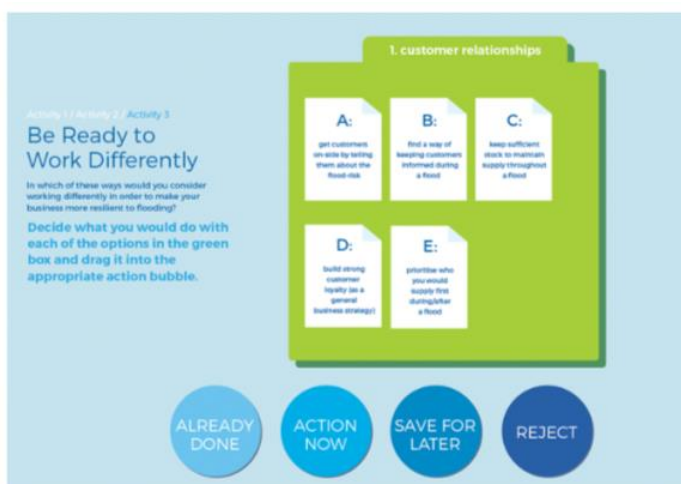 1. customer relationships
Activity 1 / Activity 2 / Activity 3
Be Ready to
Work Differently
In which of these ways would you consider
working differently in order to make your
business more resilient to flooding?
Decide what you would do with
each of the options in the green
box and drag it into the
appropriate action bubble.
A:
get customers
on-side by telling
them about the
flood-risk
B:
find a way of
keeping customers
informed during
a flood
C:
keep sufficient
stock to maintain
supply throughout
a flood
D:
build strong
customer
loyalty (as a
general
business strategy)
E:
prioritise who
you would
supply first
during/after
a flood
ALREADY
DONE
ACTION
NOW
SAVE FOR
LATER
REJECT